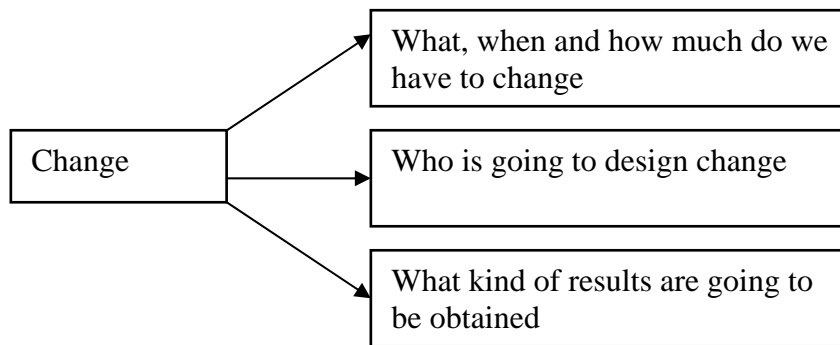 What, when and how much do we
have to change
Change
Who is going to design change
What kind of results are going to
be obtained